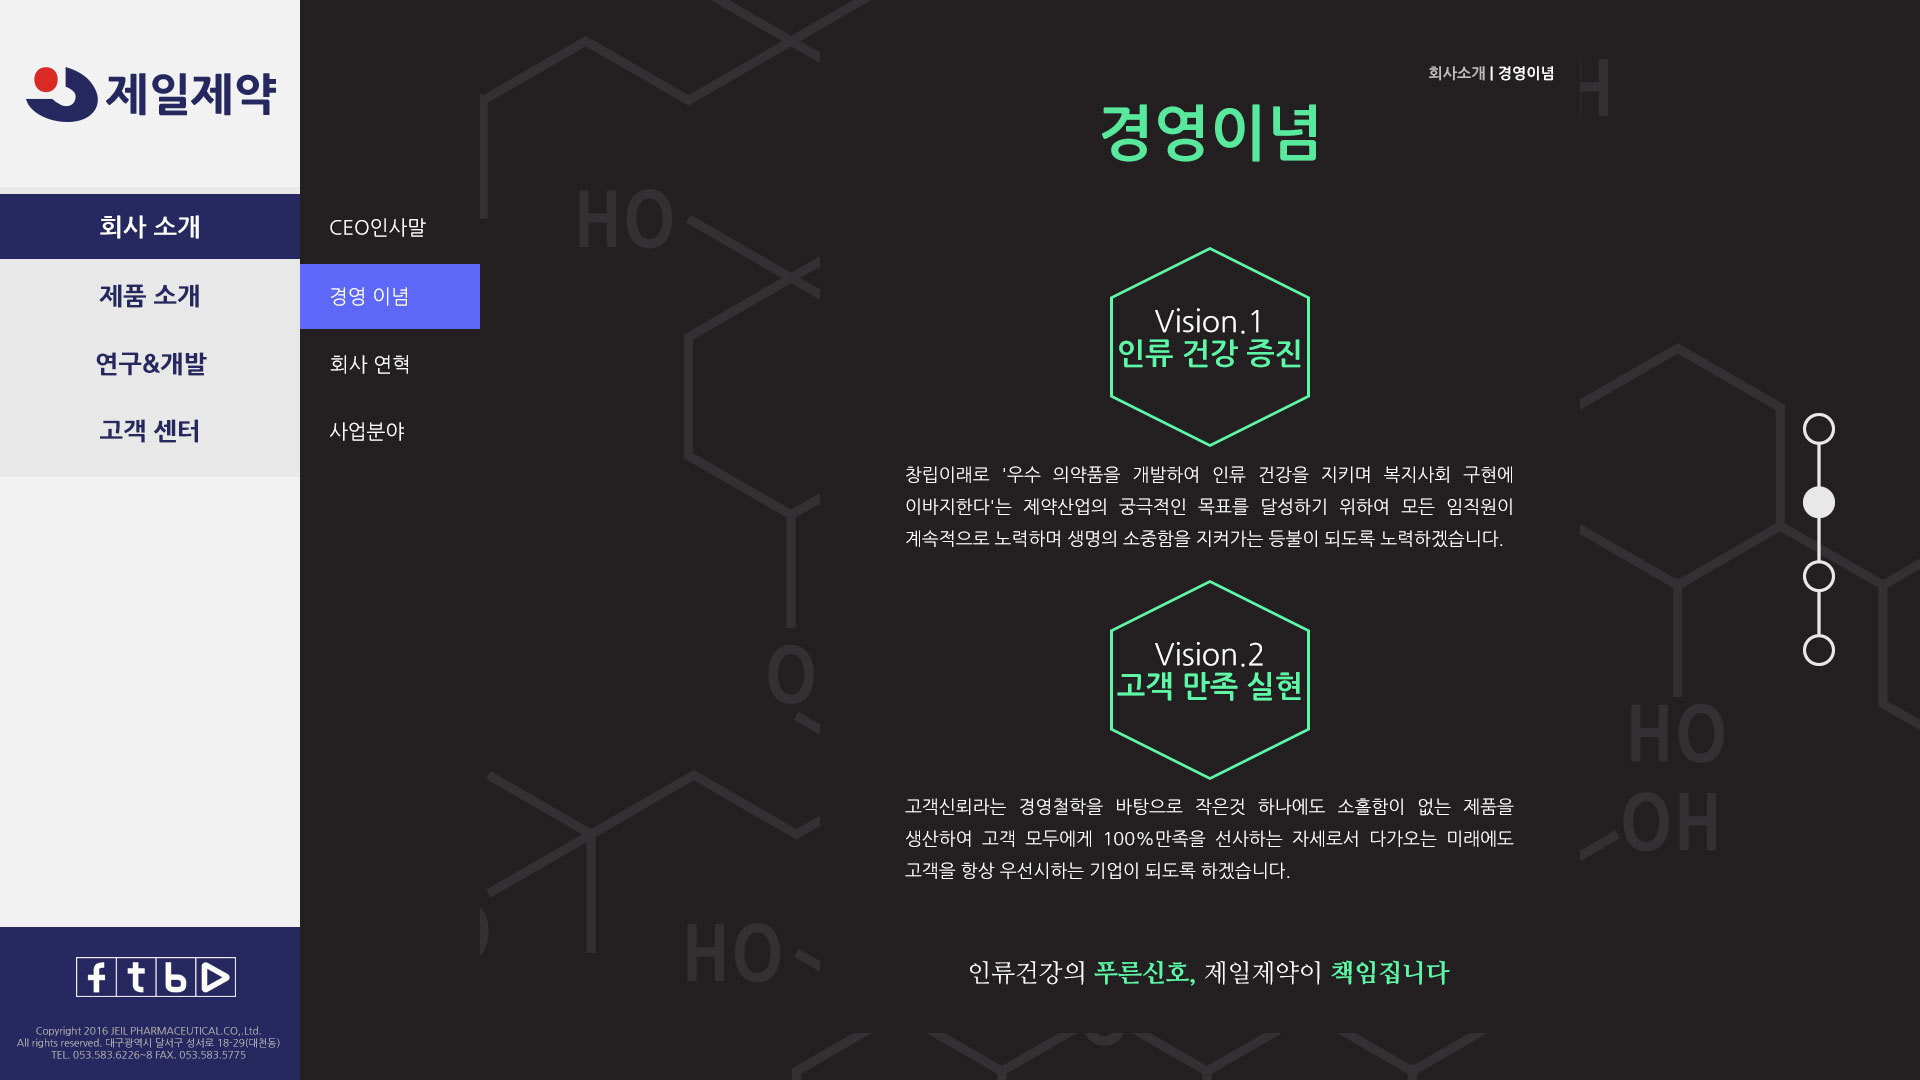 제일제약
회사 소개
제품 소개
연구&개발
고객 센터
CEO인사말
경영 이념
회사 연혁
사업분야
회사소개 | 경영이념
경영이념
Vision.1
인류 건강 증진
창립이래로 '우수 의약품을 개발하여 인류 건강을 지키며 복지사회 구현에
이바지한다'는 제약산업의 궁극적인 목표를 달성하기 위하여 모든 임직원이
계속적으로 노력하며 생명의 소중함을 지켜가는 등불이 되도록 노력하겠습니다.
Vision.2
고객 만족 실현
고객신뢰라는 경영철학을 바탕으로 작은것 하나에도 소홀함이 없는 제품을
생산하여 고객 모두에게 100%만족을 선사하는 자세로서 다가오는 미래에도
고객을 항상 우선시하는 기업이 되도록 하겠습니다.
인류건강의 푸른신호, 제일제약이 책임집니다
HO
O
HO
H
HO
OH
f t b
Copyright 2016 JEIL PHARMACEUTICAL.CO,.Ltd.
All rights reserved. 대구광역시 달서구 성서로 18-29(대천동)
TEL. 053.583.6226~8 FAX. 053.583.5775